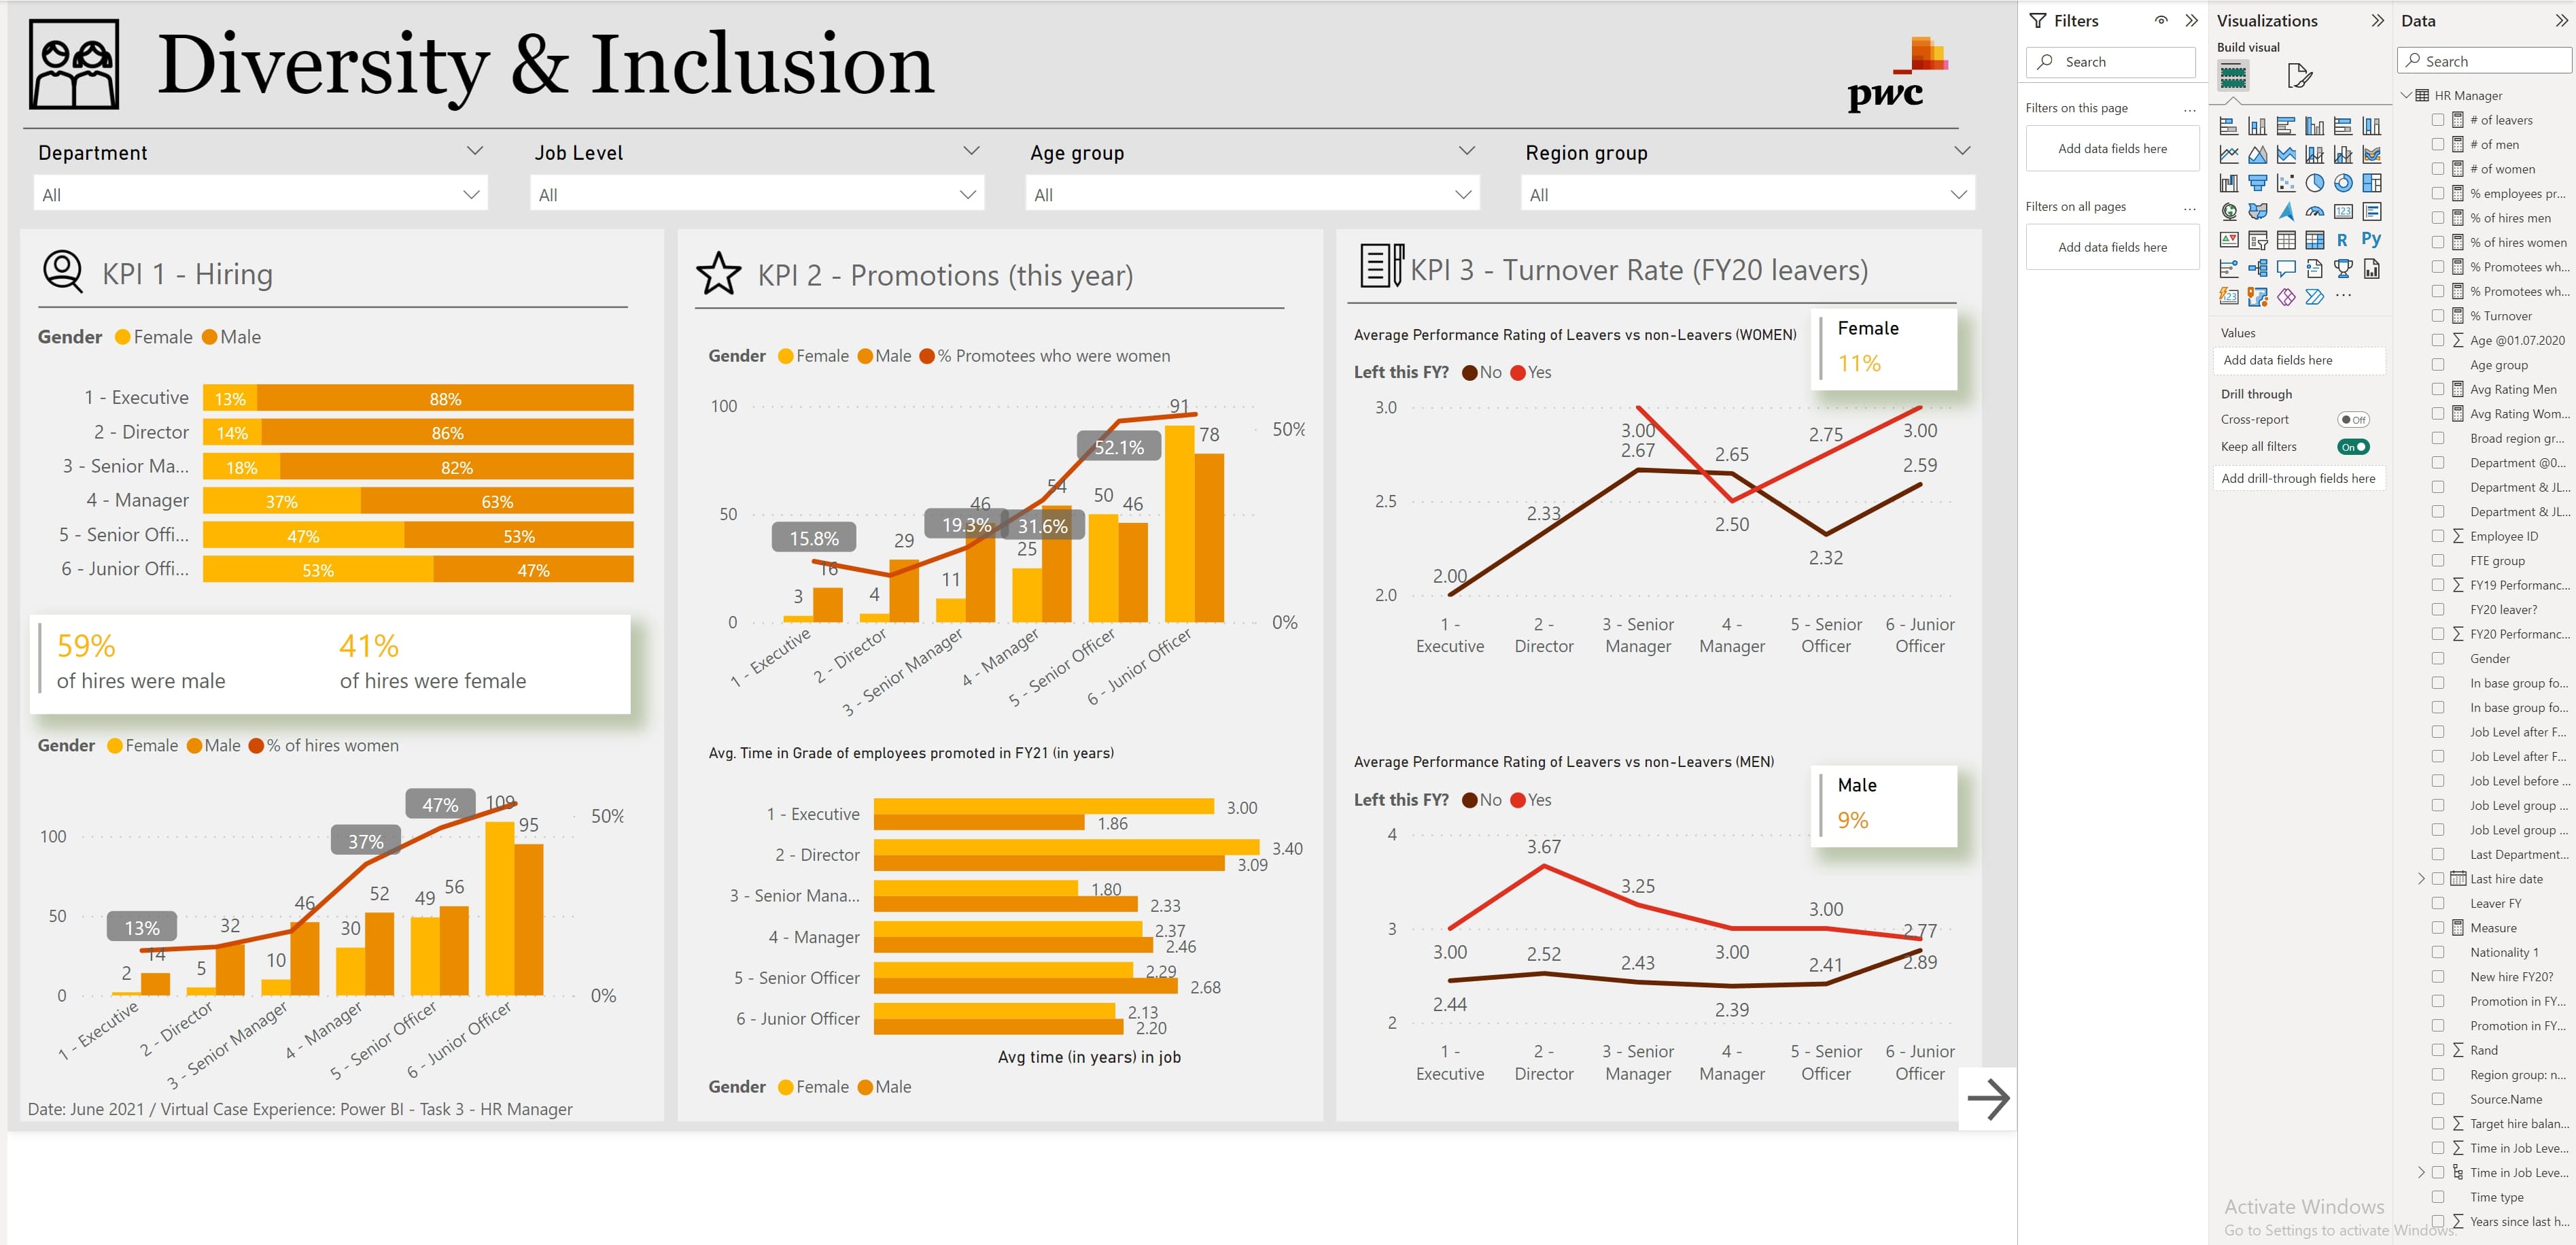 Diversity & Inclusion
pwc
Department
All
Job Level
All
Age group
All
Region group
All
KPI 1 - Hiring
Gender Female Male
1 - Executive 13% 88%
2 - Director 14% 86%
3 - Senior Ma... 18% 82%
4 - Manager 37% 63%
5 - Senior Offi... 47% 53%
6 - Junior Offi... 53% 47%
59% 41%
of hires were male of hires were female
Gender Female Male % of hires women
100
50
0
50%
0%
13%
37%
47%
2 14
5 32
10 46
30 52
49 56
109 95
1 - Executive
2 - Director
3 - Senior Manager
4 - Manager
5 - Senior Officer
6 - Junior Officer
Date: June 2021 / Virtual Case Experience: Power BI - Task 3 - HR Manager
KPI 2 - Promotions (this year)
Gender Female Male % Promotees who were women
100
50
0
50%
0%
15.8%
19.3%
31.6%
52.1%
3 16
4 29
11 46
25 54
50 46
91 78
1 - Executive
2 - Director
3 - Senior Manager
4 - Manager
5 - Senior Officer
6 - Junior Officer
Avg. Time in Grade of employees promoted in FY21 (in years)
1 - Executive 3.00
1.86
2 - Director 3.40
3.09
3 - Senior Mana... 1.80
2.33
4 - Manager 2.37
2.46
5 - Senior Officer 2.29
2.68
6 - Junior Officer 2.13
2.20
Avg time (in years) in job
Gender Female Male
KPI 3 - Turnover Rate (FY20 leavers)
Average Performance Rating of Leavers vs non-Leavers (WOMEN)
Female
11%
Left this FY? No Yes
3.0
2.5
2.0
2.00
2.33
3.00
2.67
2.65
2.50
2.75
2.32
3.00
2.59
1 - Executive
2 - Director
3 - Senior Manager
4 - Manager
5 - Senior Officer
6 - Junior Officer
Average Performance Rating of Leavers vs non-Leavers (MEN)
Male
9%
Left this FY? No Yes
4
3
2
3.00
2.44
3.67
2.52
3.25
2.43
3.00
2.39
3.00
2.41
2.77
2.89
1 - Executive
2 - Director
3 - Senior Manager
4 - Manager
5 - Senior Officer
6 - Junior Officer
Filters
Search
Filters on this page ...
Add data fields here
Filters on all pages ...
Add data fields here
Visualizations
Build visual
123
R Py
123
...
Values
Add data fields here
Drill through
Cross-report Off
Keep all filters On
Add drill-through fields here
Data
Search
HR Manager
# of leavers
# of men
# of women
% employees pr...
% of hires men
% of hires women
% Promotees wh...
% Promotees wh...
% Turnover
Age @01.07.2020
Age group
Avg Rating Men
Avg Rating Wom...
Broad region gr...
Department @0...
Department & JL...
Department & JL...
Employee ID
FTE group
FY19 Performanc...
FY20 leaver?
FY20 Performanc...
Gender
In base group fo...
In base group fo...
Job Level after F...
Job Level after F...
Job Level before ...
Job Level group ...
Job Level group ...
Last Department...
Last hire date
Leaver FY
Measure
Nationality 1
New hire FY20?
Promotion in FY...
Promotion in FY...
Rand
Region group: n...
Source.Name
Target hire balan...
Time in Job Leve...
Time in Job Leve...
Time type
Years since last h...
Activate Windows
Go to Settings to activate Windows.